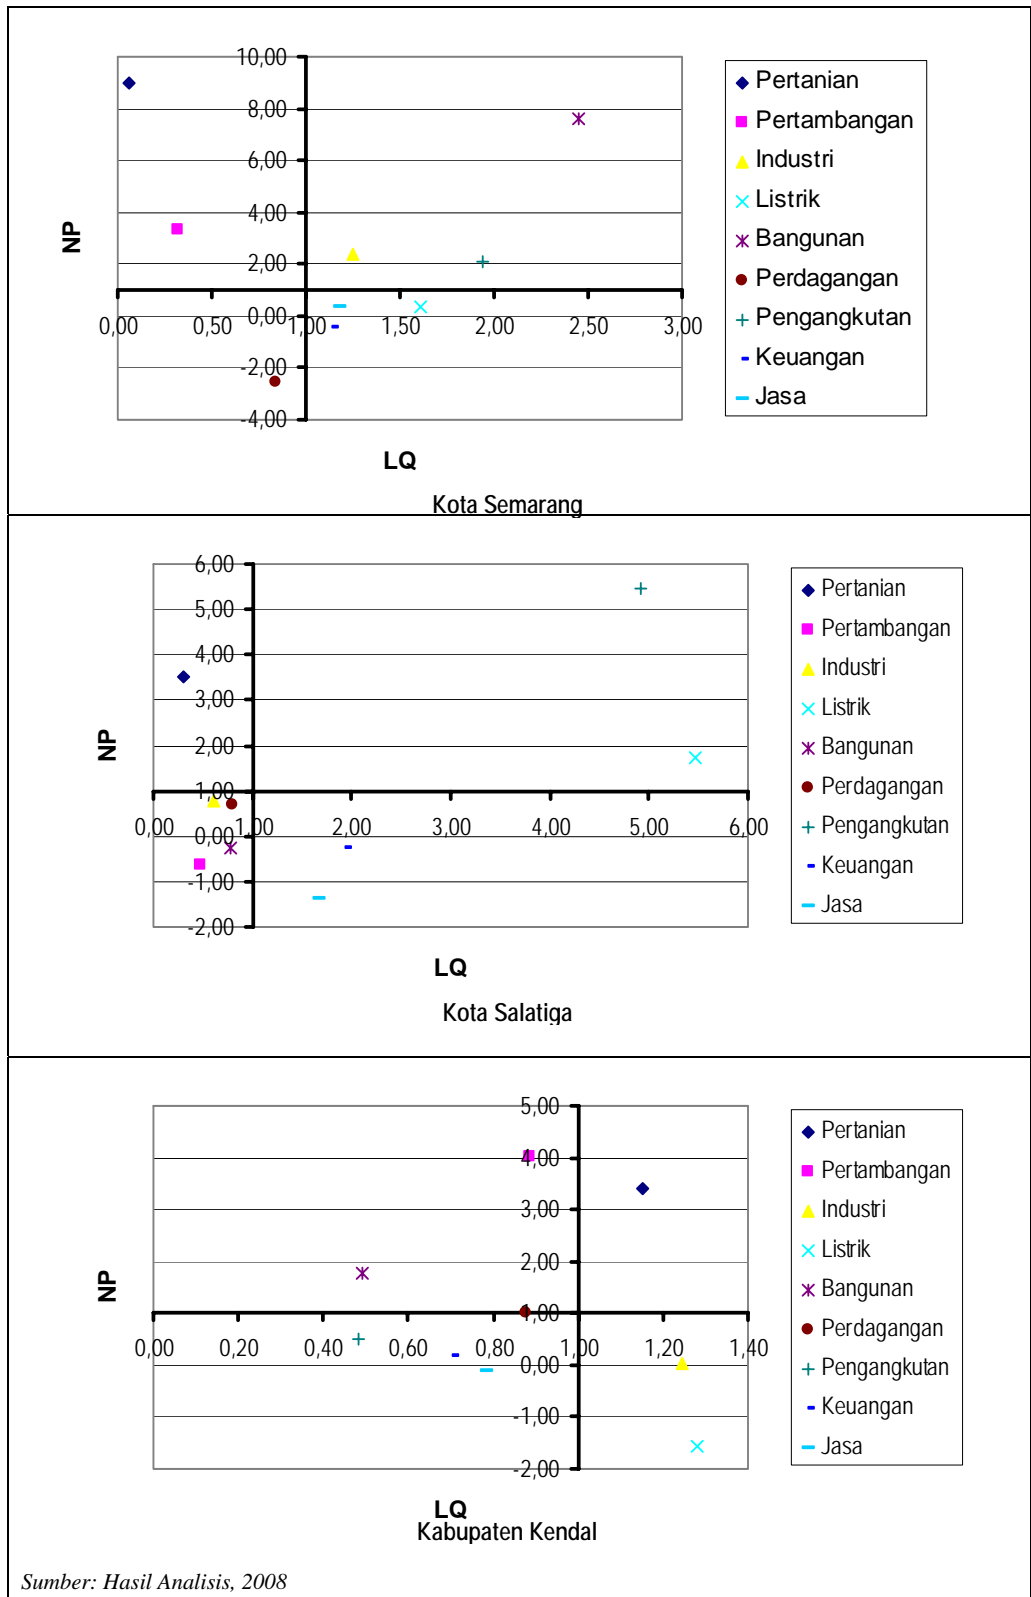 10,00
8,00
6,00
4,00
2,00
0,00
-2,00
-4,00
0,00 0,50 1,00 1,50 2,00 2,50 3,00
NP
LQ
Pertanian
Pertambangan
Industri
Listrik
Bangunan
Perdagangan
Pengangkutan
Keuangan
Jasa
Kota Semarang
6,00
5,00
4,00
3,00
2,00
1,00
0,00
-1,00
-2,00
0,00 1,00 2,00 3,00 4,00 5,00 6,00
NP
LQ
Pertanian
Pertambangan
Industri
Listrik
Bangunan
Perdagangan
Pengangkutan
Keuangan
Jasa
Kota Salatiga
5,00
4,00
3,00
2,00
1,00
0,00
-1,00
-2,00
0,00 0,20 0,40 0,60 0,80 1,00 1,20 1,40
NP
LQ
Pertanian
Pertambangan
Industri
Listrik
Bangunan
Perdagangan
Pengangkutan
Keuangan
Jasa
Kabupaten Kendal
Sumber: Hasil Analisis, 2008